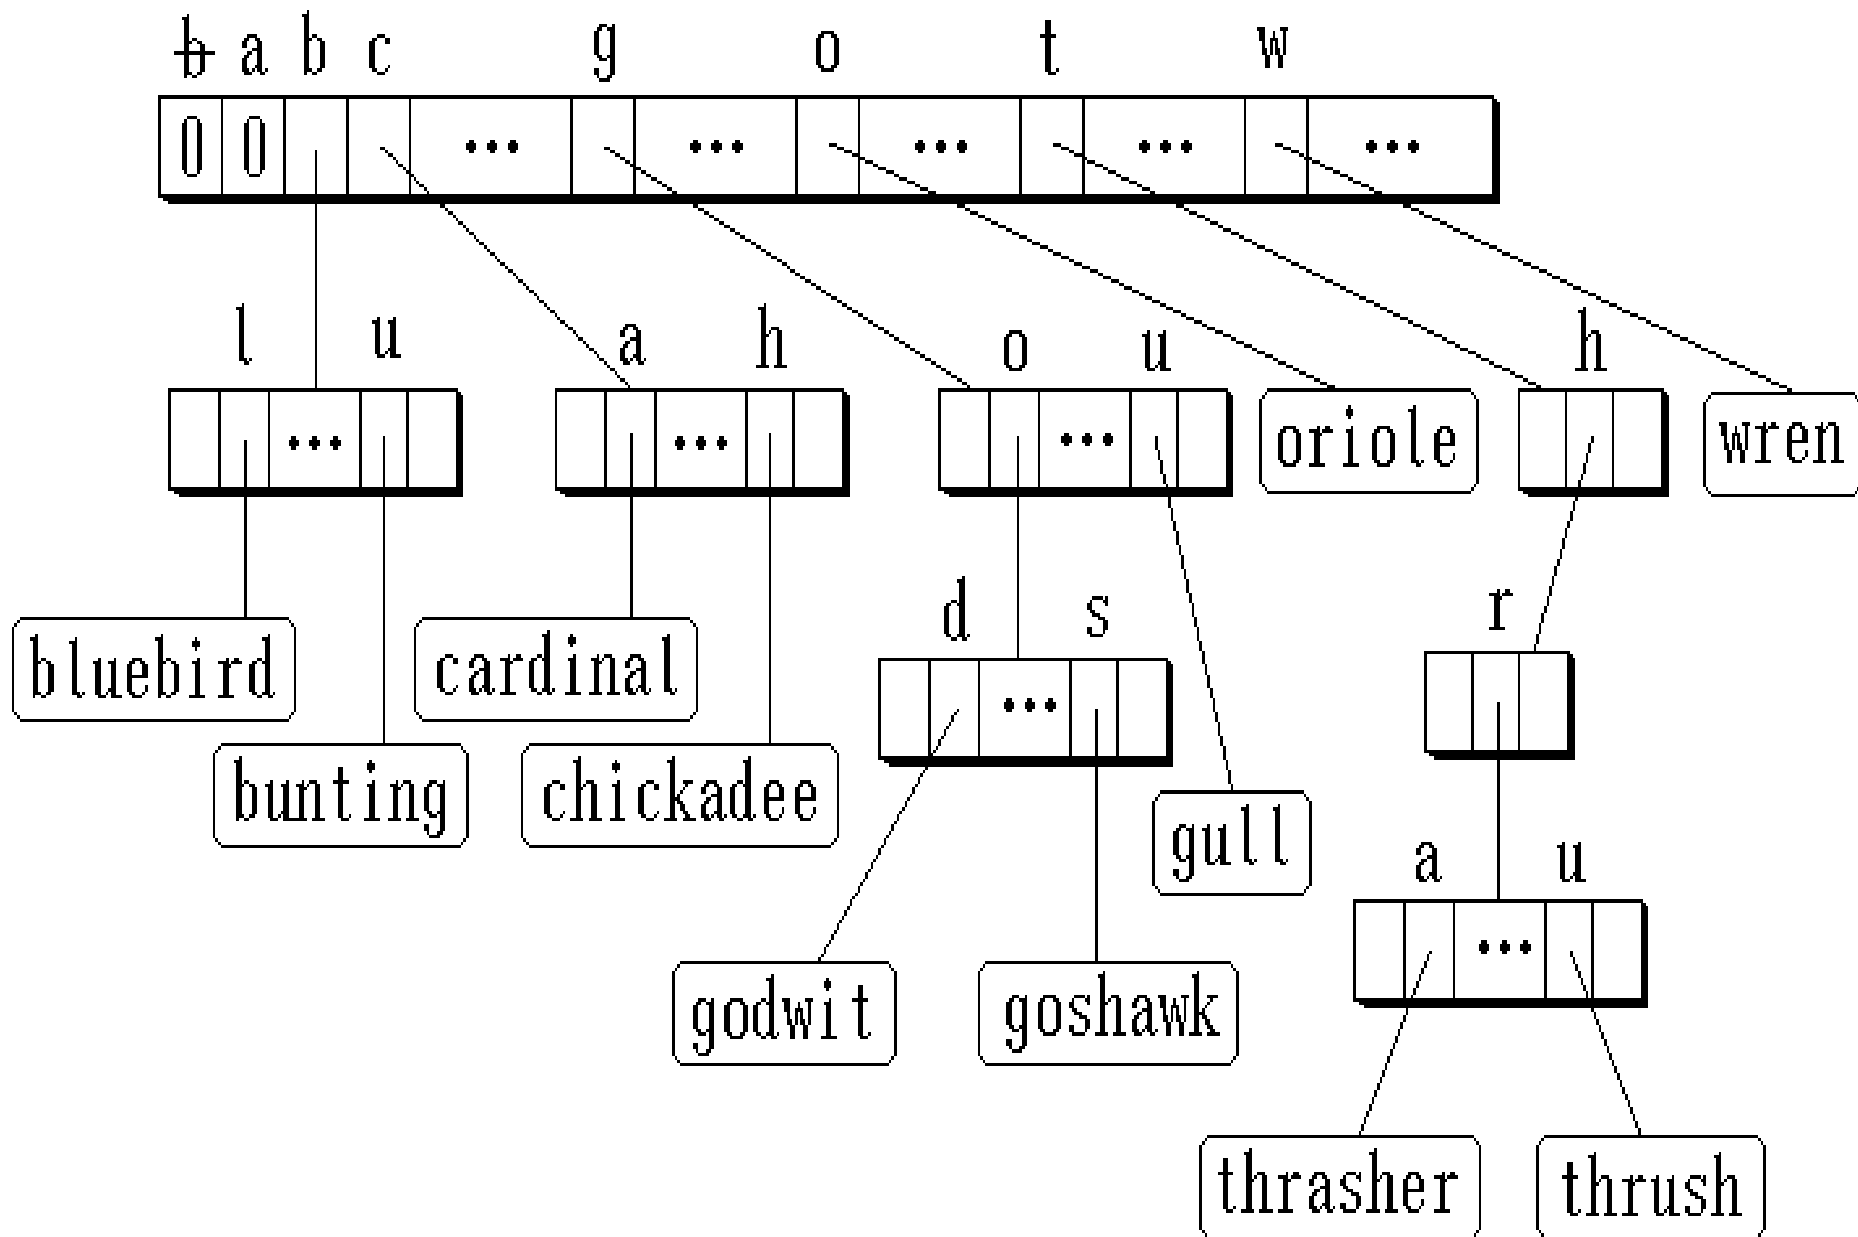 b a b c g o t w
0 0 ••• ••• ••• ••• •••
l u a h o u h
••• ••• ••• oriole wren
d s r
bluebird cardinal •••
bunting chickadee gull
a u
•••
godwit goshawk
thrasher thrush